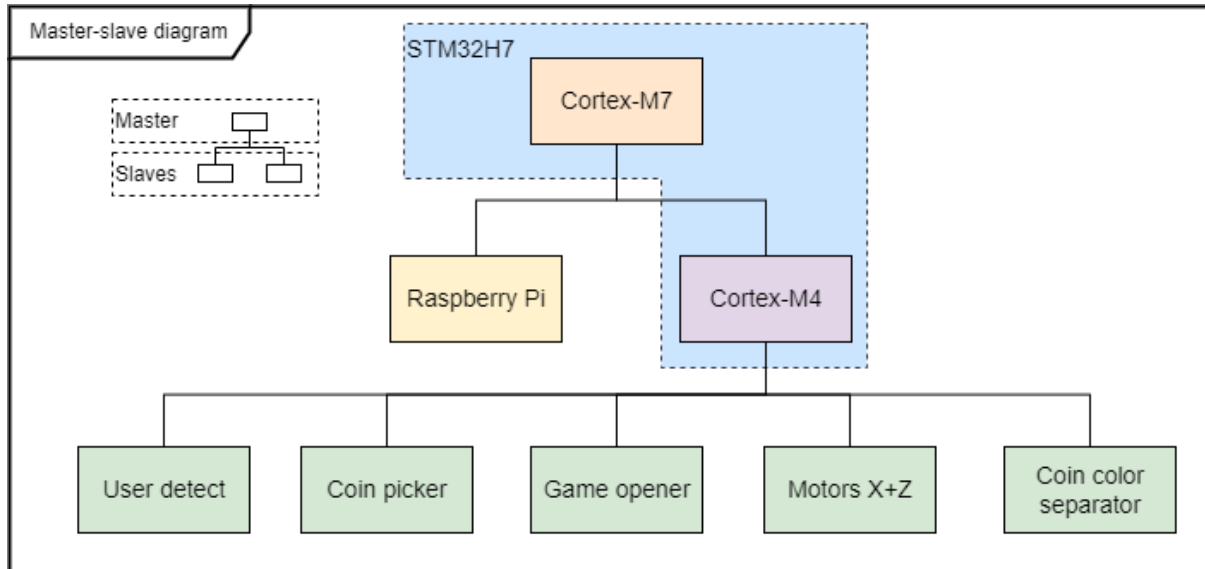 Master-slave diagram
STM32H7
Cortex-M7
Master
Slaves
Raspberry Pi
Cortex-M4
User detect
Coin picker
Game opener
Motors X+Z
Coin color
separator